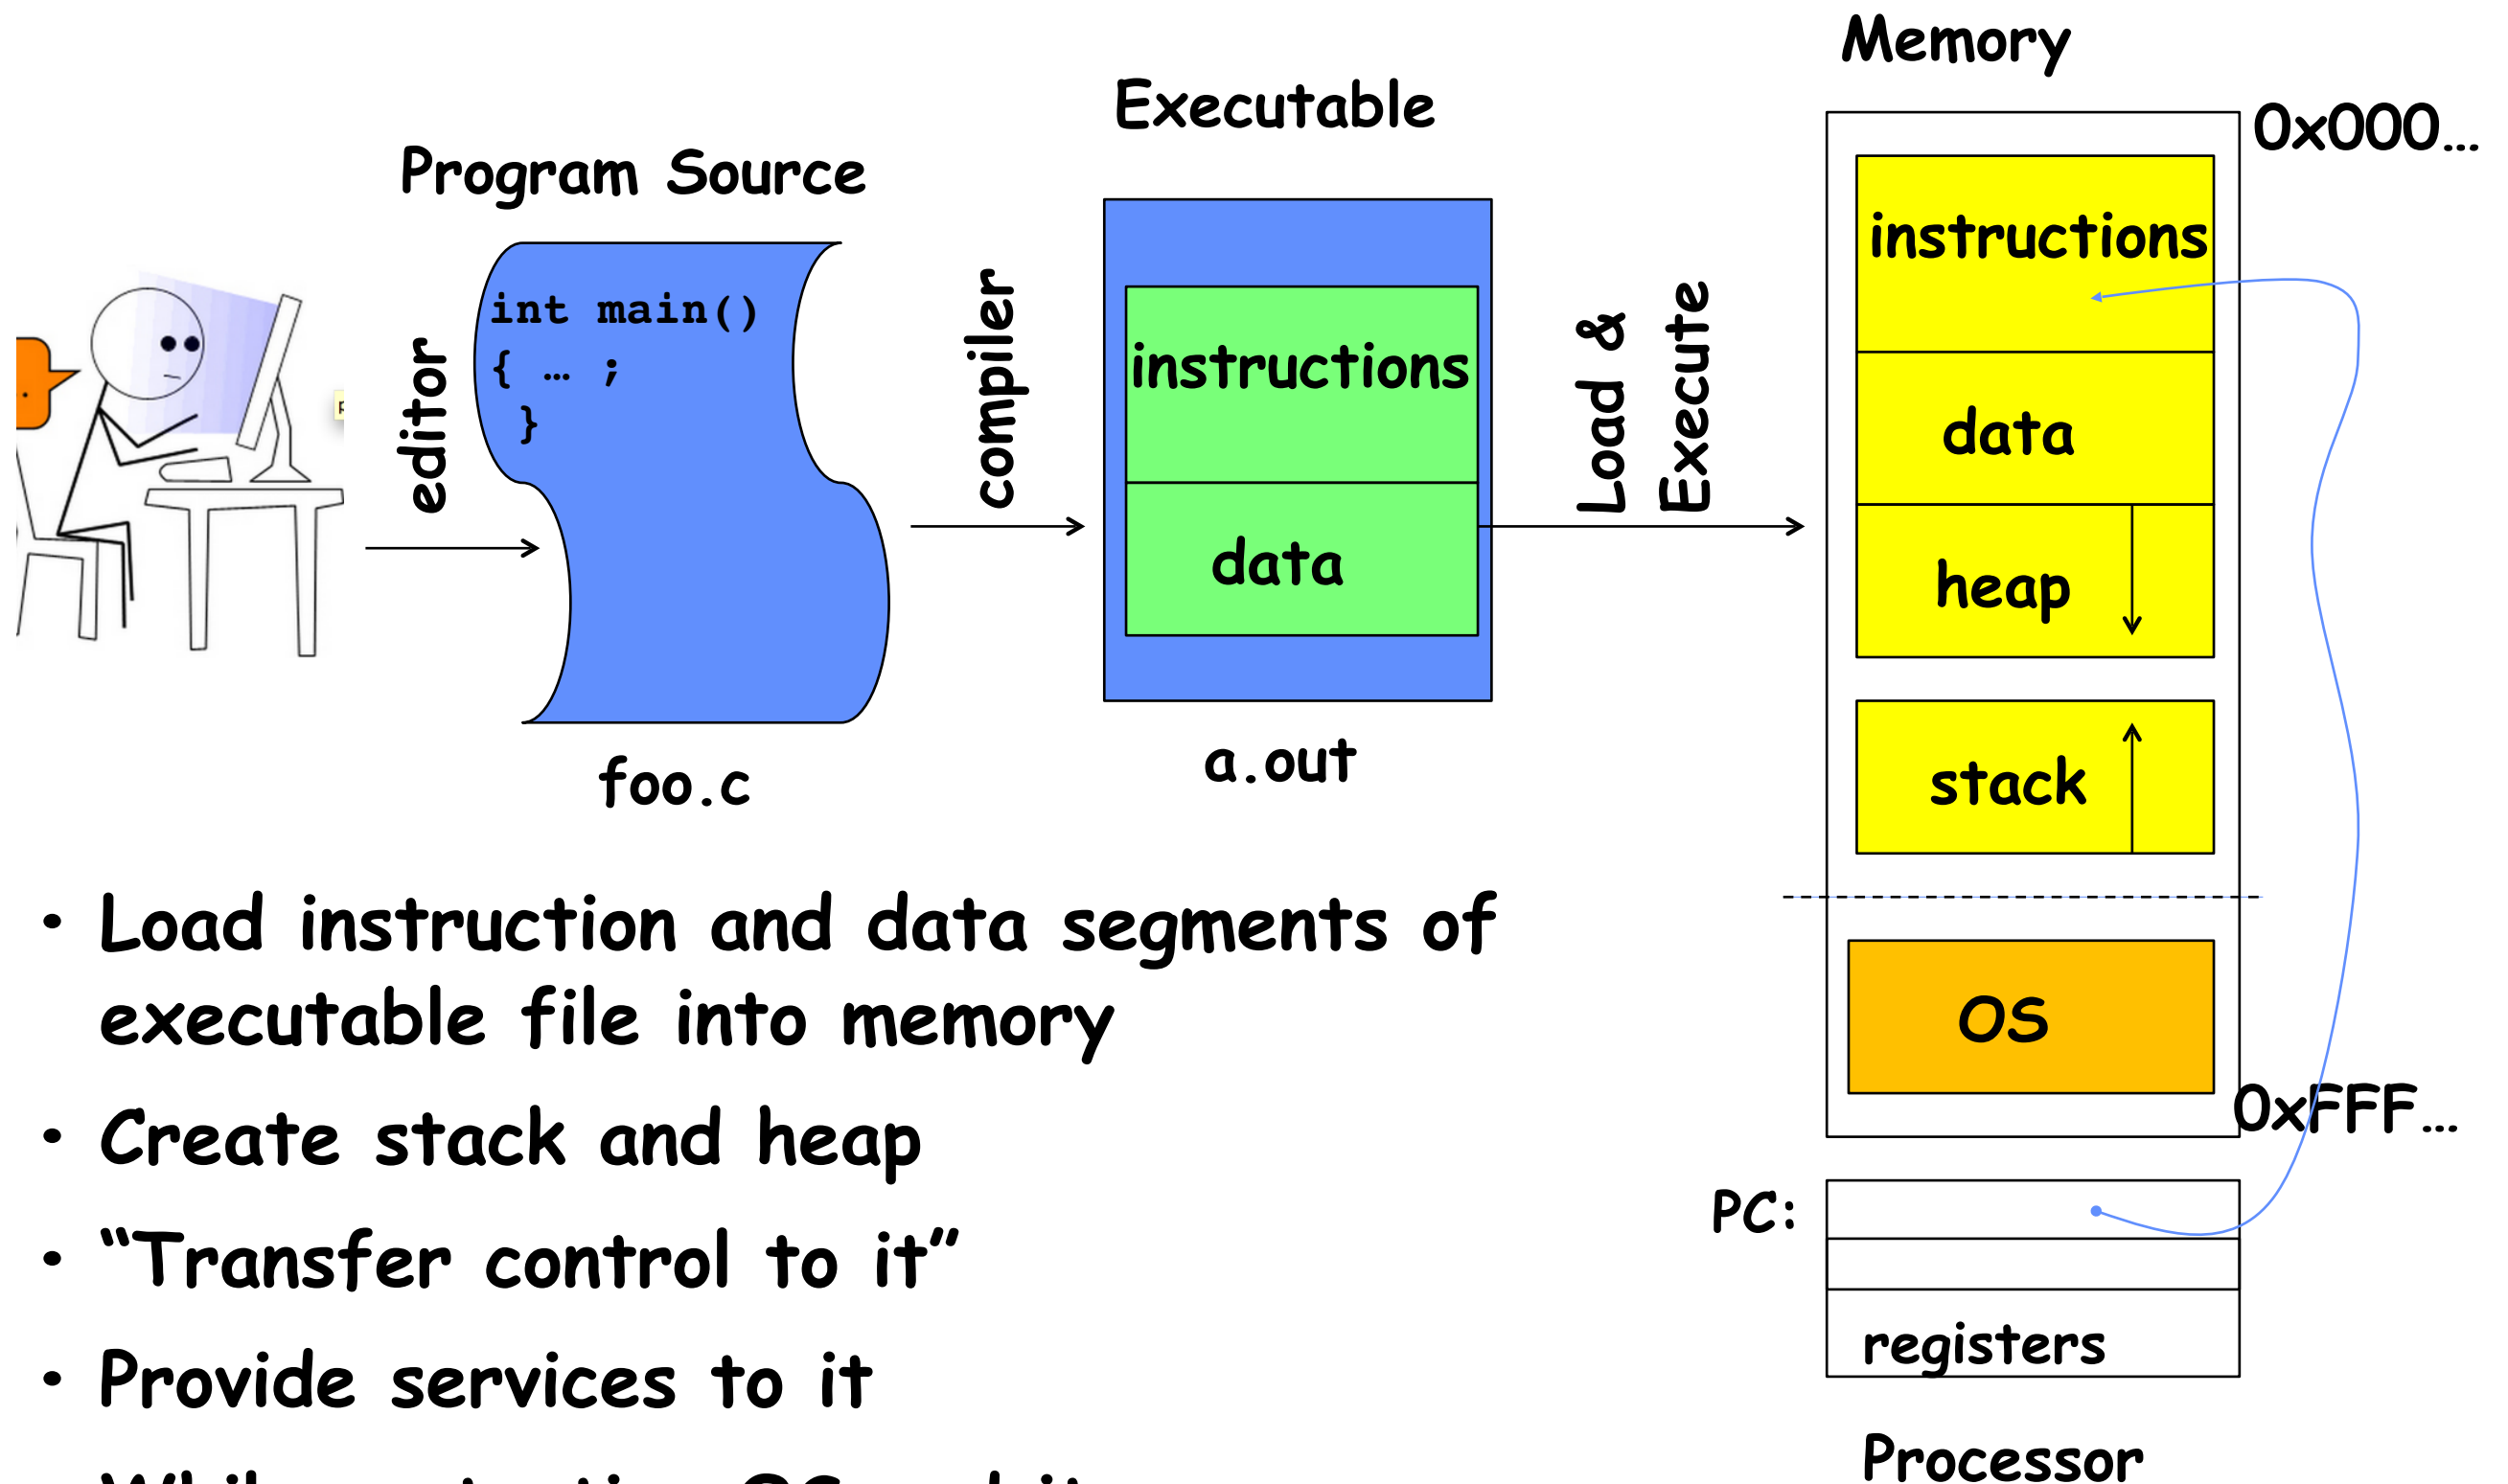 Memory
Executable
0x000...
Program Source
instructions
int main()
{ … ;
}
editor
compiler
instructions
Load &
Execute
data
data
heap
foo.c
a.out
stack
• Load instruction and data segments of
executable file into memory
OS
0xFFF...
• Create stack and heap
PC:
• “Transfer control to it”
• Provide services to it
registers
Processor